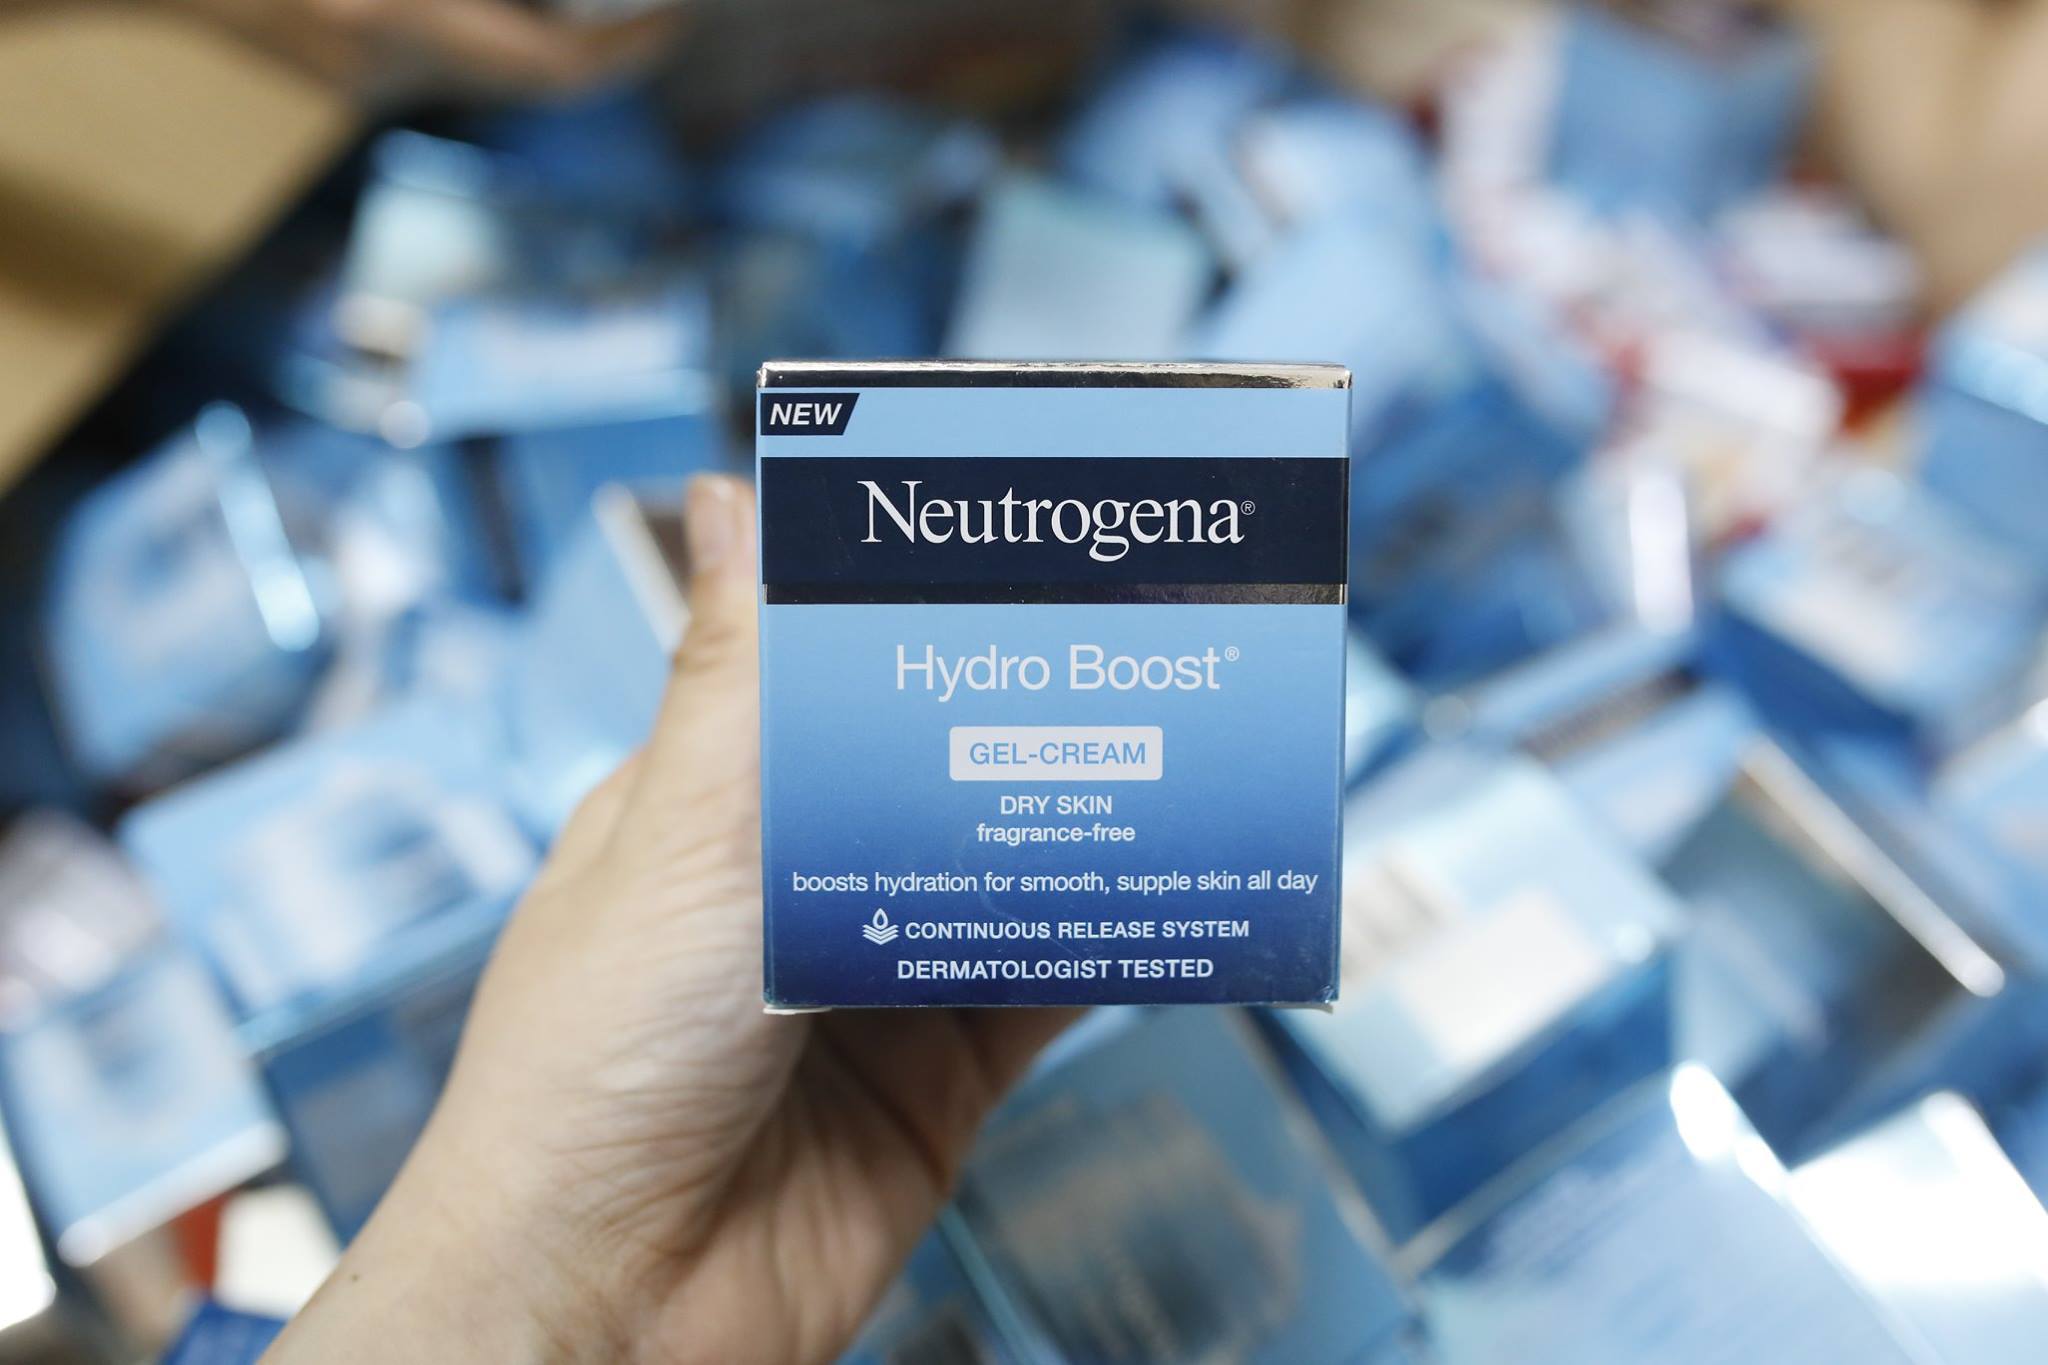 NEW
Neutrogena®
Hydro Boost®
GEL-CREAM
DRY SKIN
fragrance-free
boosts hydration for smooth, supple skin all day
CONTINUOUS RELEASE SYSTEM
DERMATOLOGIST TESTED